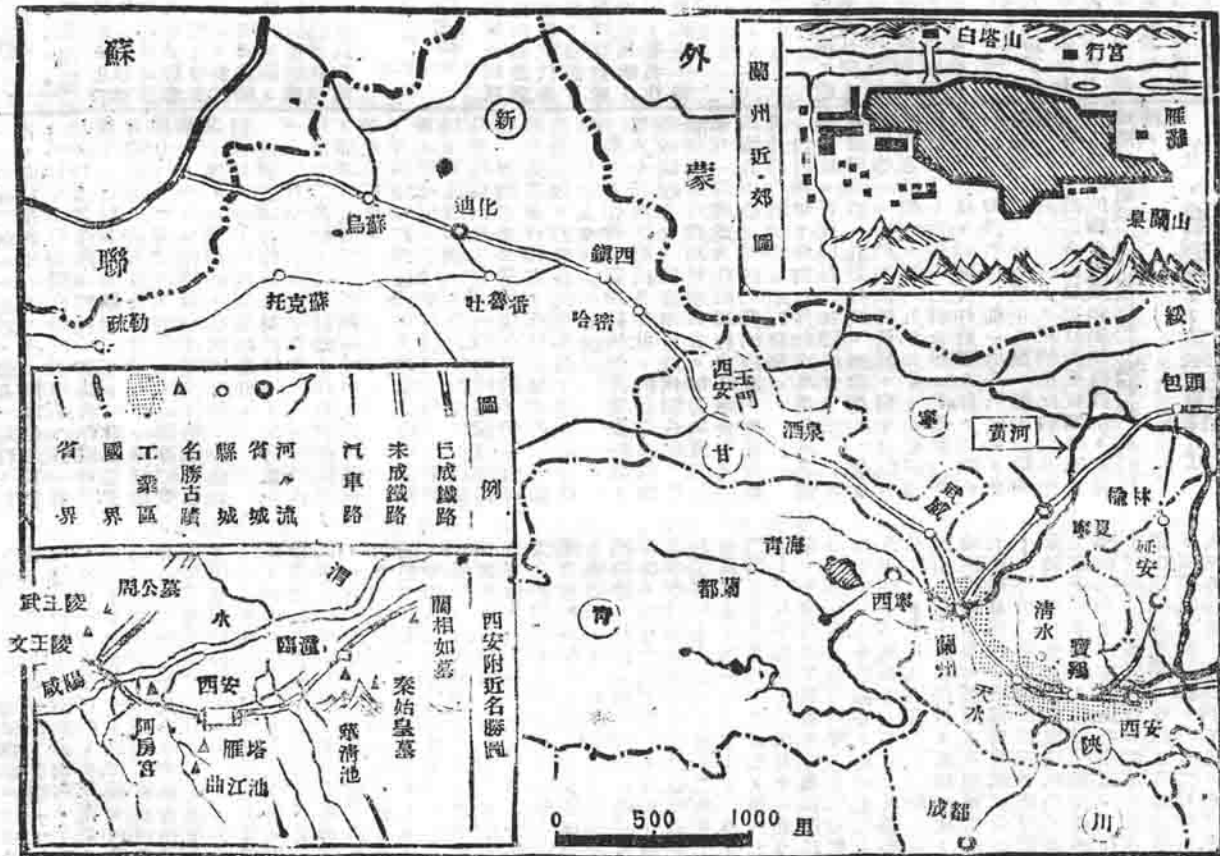 蘇
聯
外
蒙
新
烏蘇
迪化
鎮西
托克蘇
吐魯番
哈密
疏勒
西安
玉門
酒泉
甘
寧
綏
包頭
黃河
武威
榆林
寧夏
延安
青海
都蘭
西寧
青
蘭州
清水
寶鷄
天水
西安
陝
成都
川
0 500 1000 里
蘭州近郊圖
白塔山
行宮
雁灘
皋蘭山
圖例
已成鐵路
未成鐵路
汽車路
河流
省城
縣城
名勝古蹟
工業區
國界
省界
西安附近名勝圖
周公墓
武王陵
文王陵
渭
水
咸陽
臨潼
西安
藺相如墓
秦始皇墓
華清池
阿房宮
雁塔
曲江池